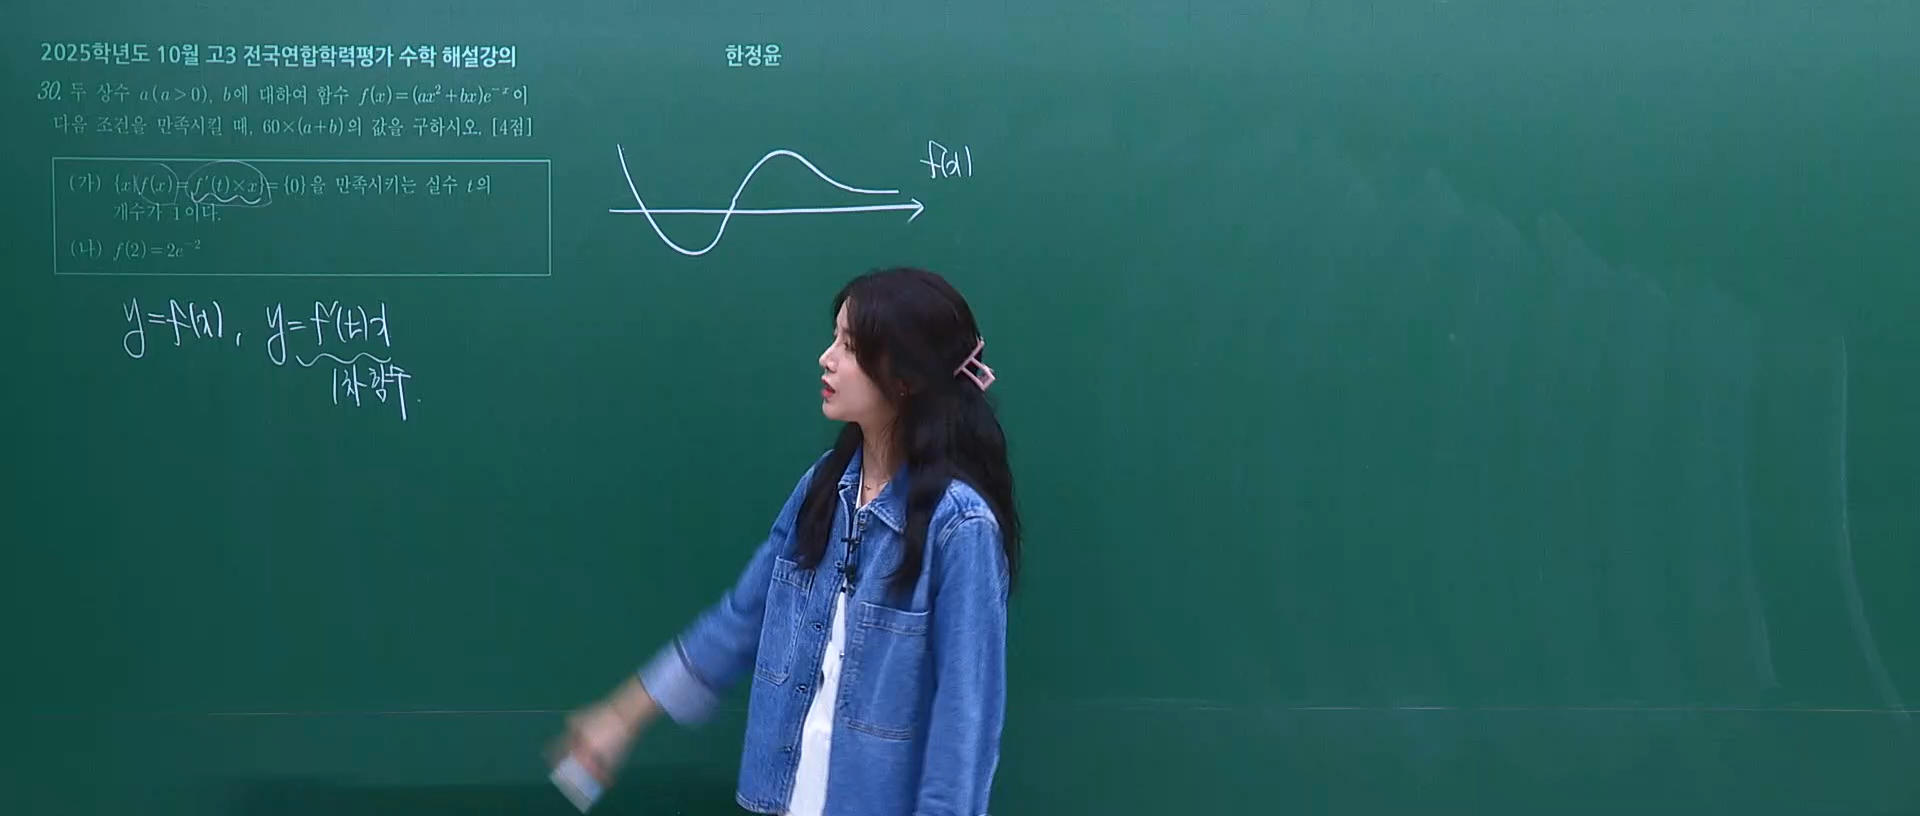 2025학년도 10월 고3 전국연합학력평가 수학 해설강의
한정윤
30. 두 상수 a(a>0), b에 대하여 함수 f(x)=(ax²+bx)e⁻ˣ이
다음 조건을 만족시킬 때, 60×(a+b)의 값을 구하시오. [4점]
(가) {x|f(x)=f′(t)×x}={0}을 만족시키는 실수 t의
개수가 1이다.
(나) f(2)=2e⁻²
y=f(x), y=f′(t)x
1차함수.
f(x)